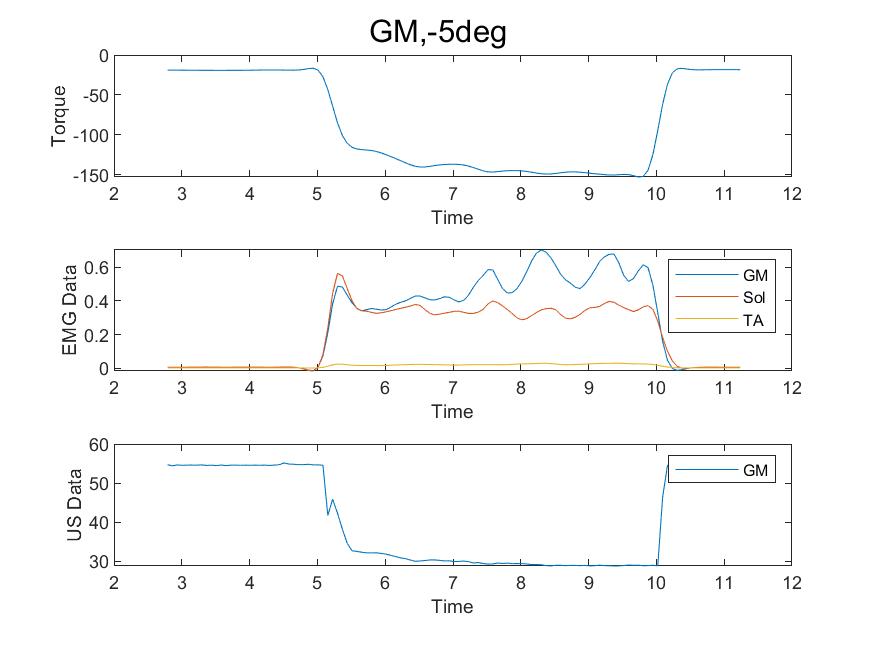 GM,-5deg
0
-50
-100
-150
Torque
2 3 4 5 6 7 8 9 10 11 12
Time
0.6
0.4
0.2
0
EMG Data
GM
Sol
TA
2 3 4 5 6 7 8 9 10 11 12
Time
60
50
40
30
US Data
GM
2 3 4 5 6 7 8 9 10 11 12
Time